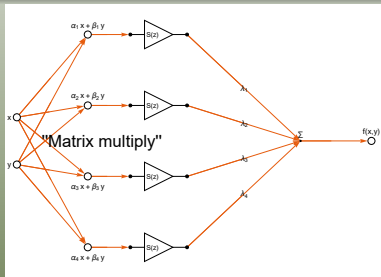 α₁ x + β₁ y
S(z)
λ₁
α₂ x + β₂ y
S(z)
λ₂
x
Σ
f(x,y)
"Matrix multiply"
y
λ₃
α₃ x + β₃ y
S(z)
λ₄
α₄ x + β₄ y
S(z)